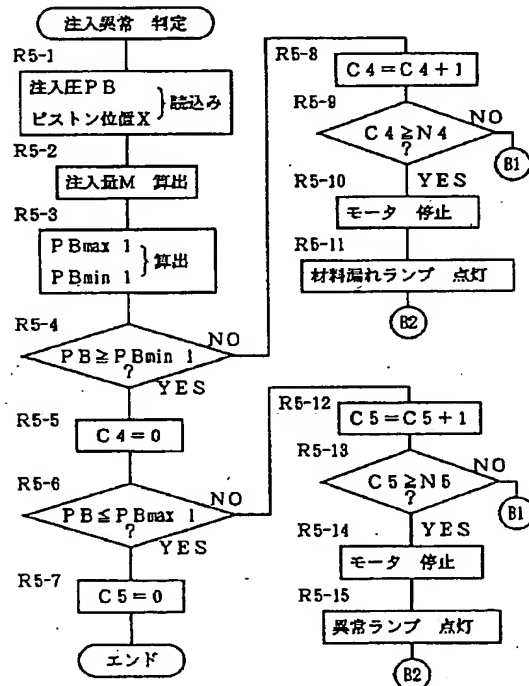 注入異常 判定
R5-1
注入圧PB
ピストン位置X
}読込み
R5-2
注入量M 算出
R5-3
PBmax 1
PBmin 1
}算出
R5-4
PB≧PBmin 1
?
NO
YES
R5-5
C4=0
R5-6
PB≦PBmax 1
?
NO
YES
R5-7
C5=0
エンド
R5-8
C4=C4+1
R5-9
C4≧N4
?
NO
B1
YES
R5-10
モータ 停止
R5-11
材料漏れランプ 点灯
B2
R5-12
C5=C5+1
R5-13
C5≧N5
?
NO
B1
YES
R5-14
モータ 停止
R5-15
異常ランプ 点灯
B2